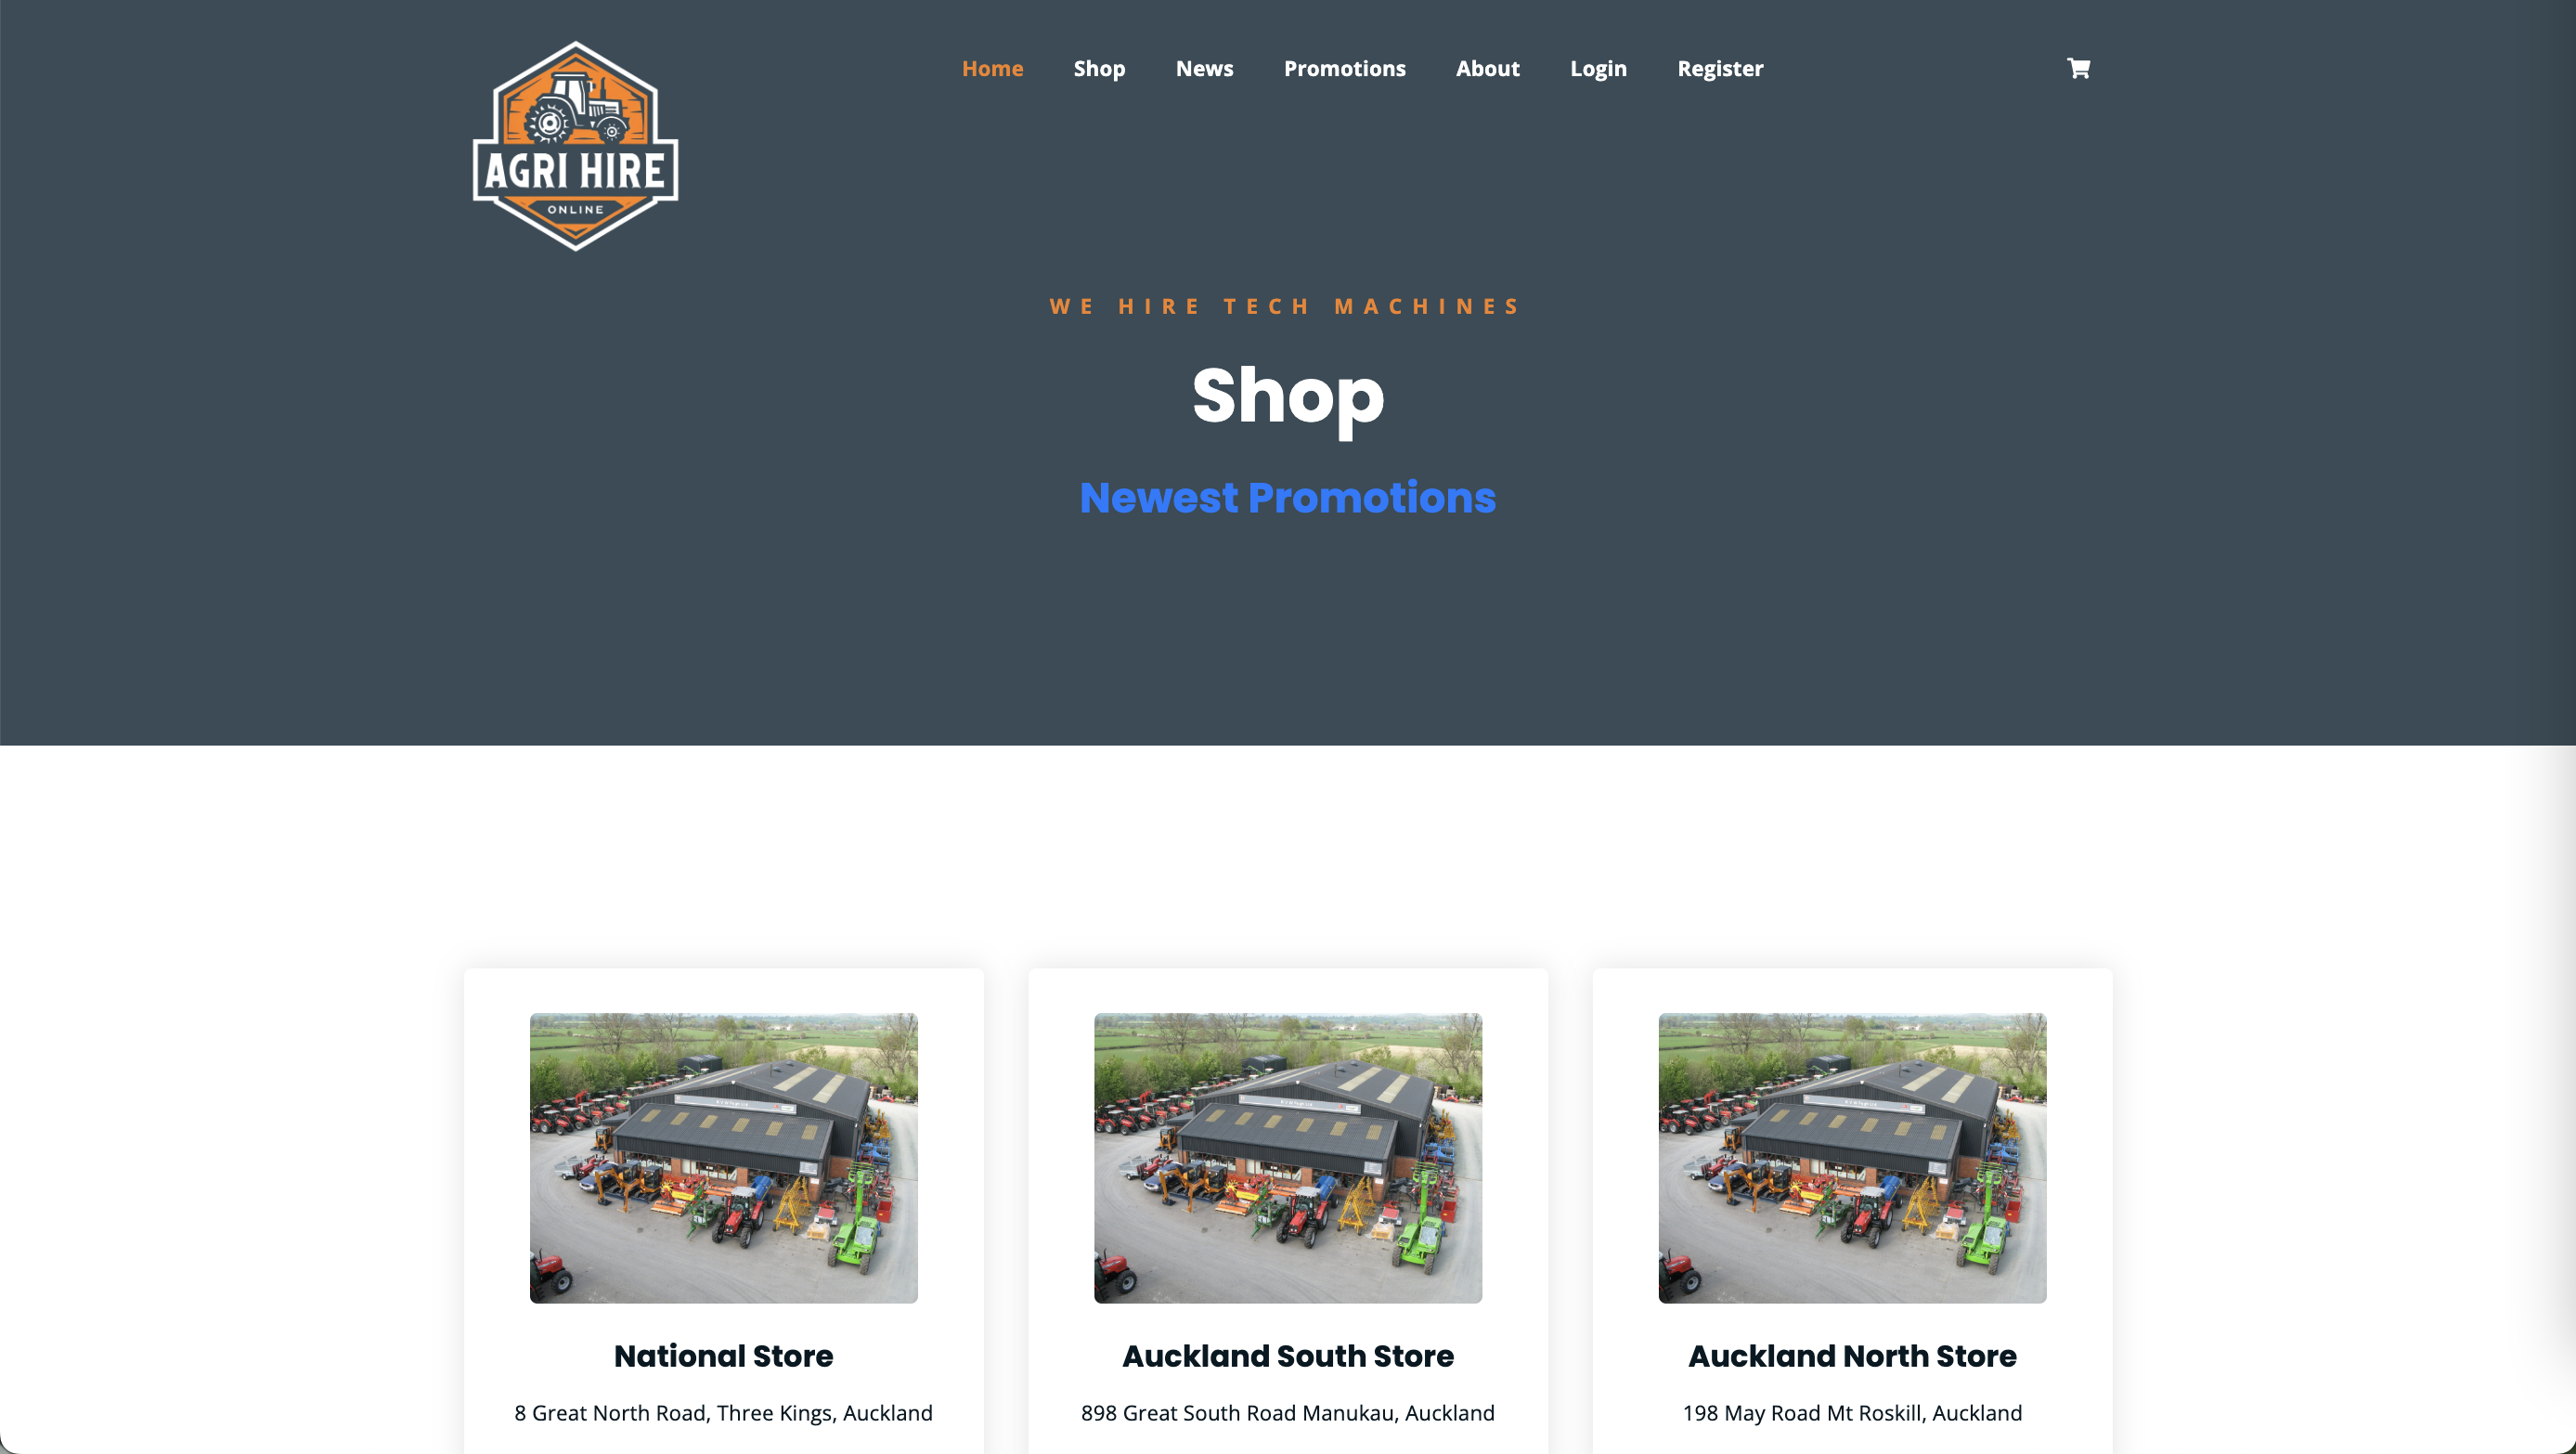 AGRI HIRE
ONLINE
Home Shop News Promotions About Login Register
WE HIRE TECH MACHINES
Shop
Newest Promotions
National Store
8 Great North Road, Three Kings, Auckland
Auckland South Store
898 Great South Road Manukau, Auckland
Auckland North Store
198 May Road Mt Roskill, Auckland